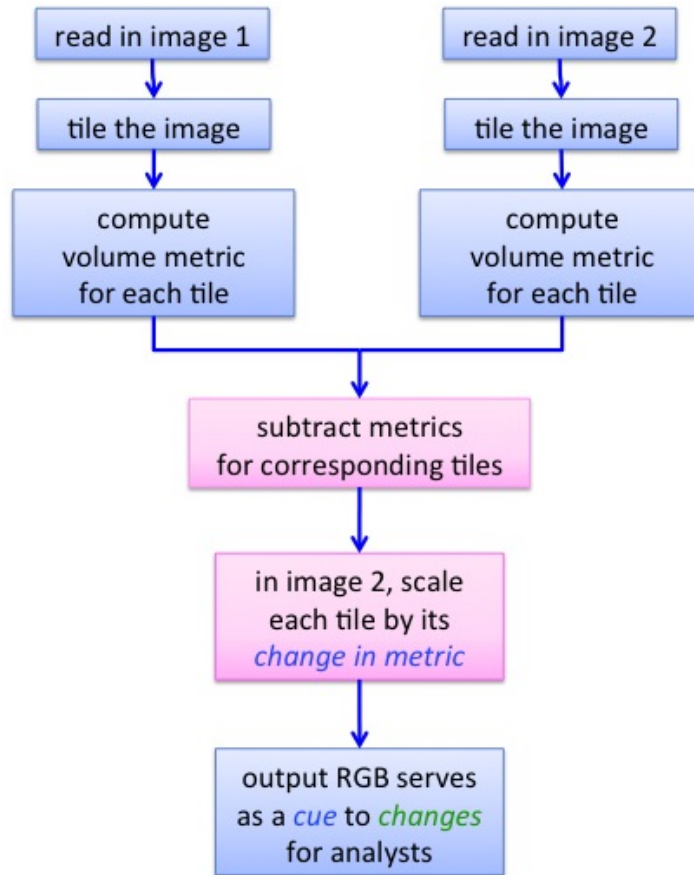 read in image 1
read in image 2
tile the image
tile the image
compute
volume metric
for each tile
compute
volume metric
for each tile
subtract metrics
for corresponding tiles
in image 2, scale
each tile by its
change in metric
output RGB serves
as a cue to changes
for analysts